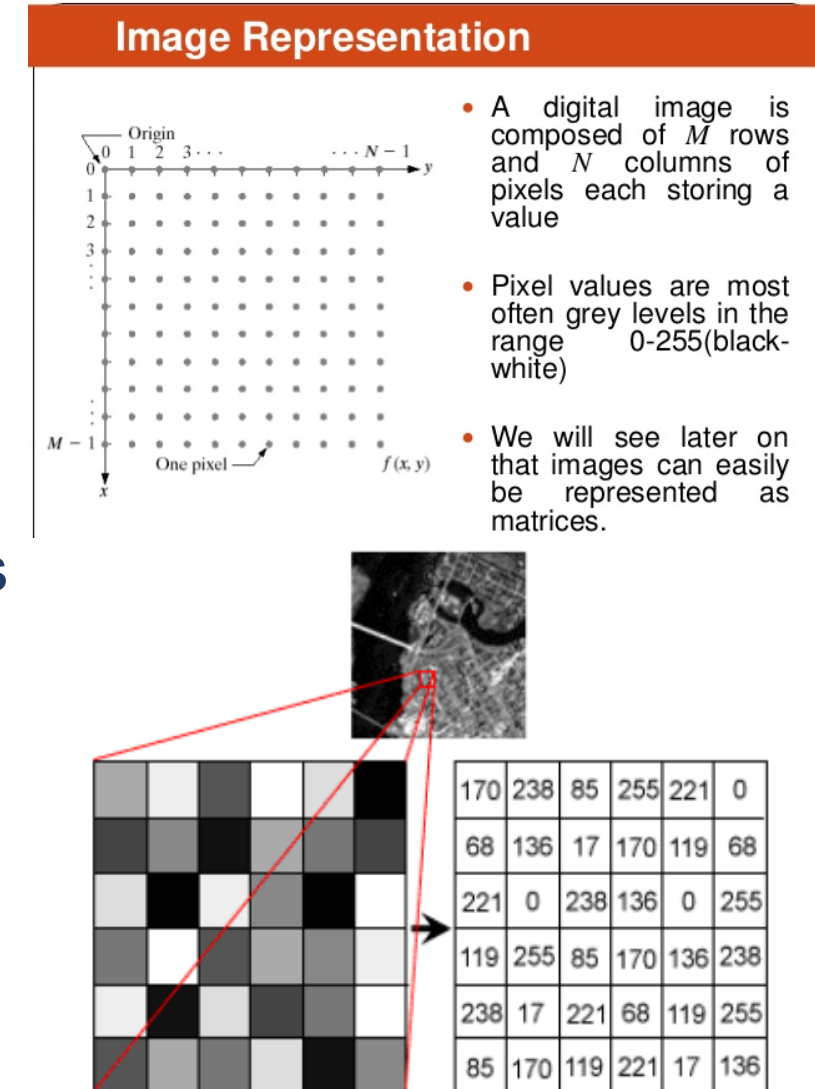 Image Representation
Origin
0 1 2 3 · · · · · · N − 1
0
y
1
2
3
M − 1
One pixel
f (x, y)
x
• A digital image is
composed of M rows
and N columns of
pixels each storing a
value
• Pixel values are most
often grey levels in the
range 0-255(black-
white)
• We will see later on
that images can easily
be represented as
matrices.
s
170 238 85 255 221 0
68 136 17 170 119 68
221 0 238 136 0 255
119 255 85 170 136 238
238 17 221 68 119 255
85 170 119 221 17 136